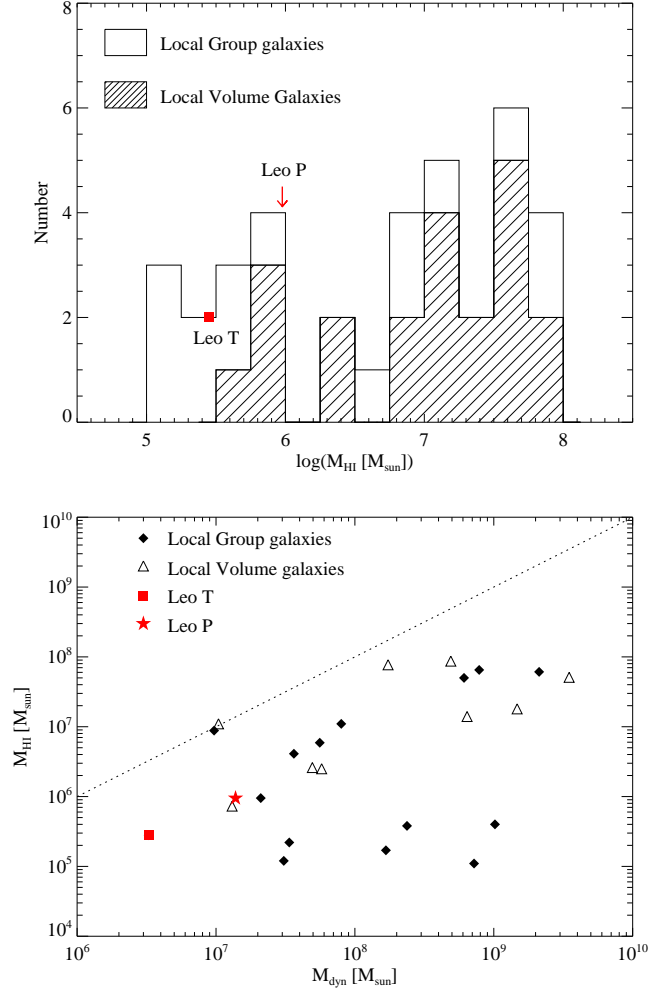 8
6
4
2
0
Number
Local Group galaxies
Local Volume Galaxies
Leo P
Leo T
5 6 7 8
log(M_HI [M_sun])
10^10
10^9
10^8
10^7
10^6
10^5
10^4
M_HI [M_sun]
Local Group galaxies
Local Volume galaxies
Leo T
Leo P
10^6 10^7 10^8 10^9 10^10
M_dyn [M_sun]